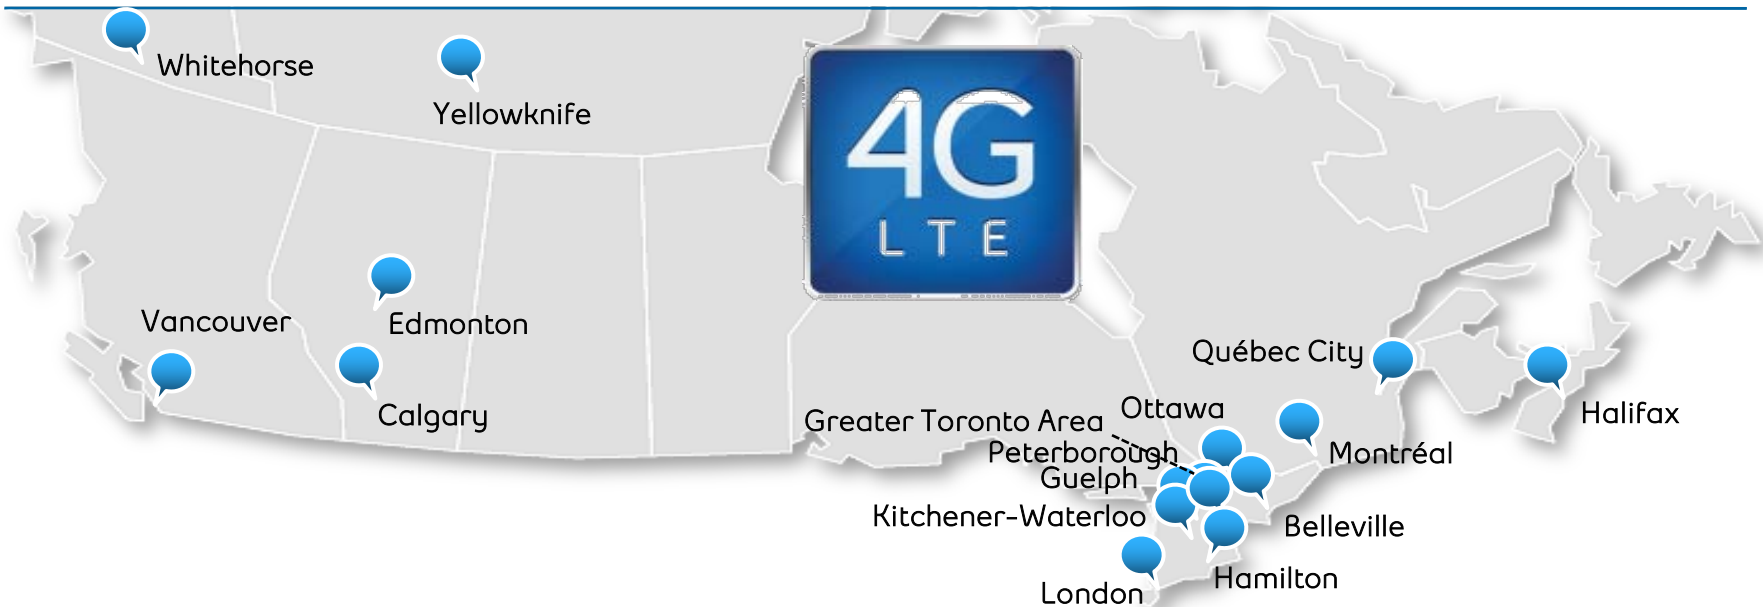 Whitehorse
Yellowknife
4G
LTE
Vancouver
Edmonton
Calgary
Québec City
Halifax
Ottawa
Greater Toronto Area
Peterborough
Montréal
Guelph
Kitchener-Waterloo
Belleville
Hamilton
London